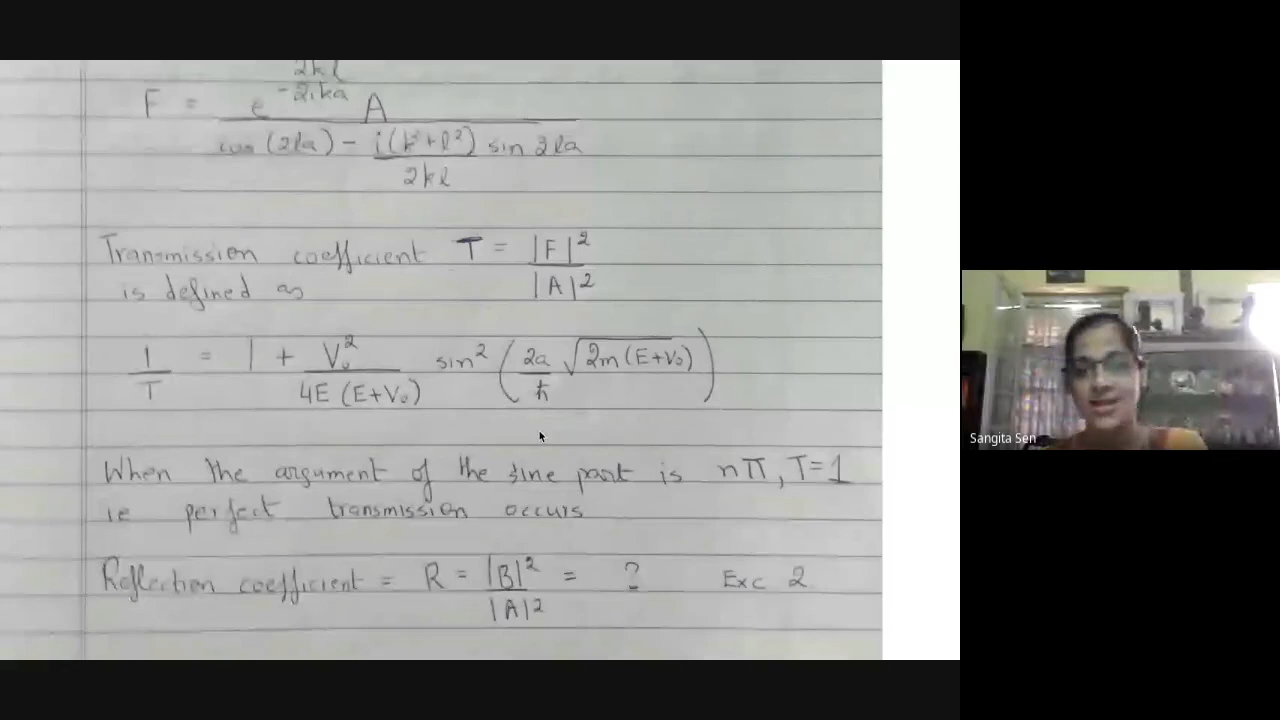 2kl
F = e^{-2ika} A
cos (2la) - i(k²+l²) sin 2la
2kl
Transmission coefficient T = |F|²
is defined as |A|²
1/T = 1 + V₀²/4E (E+V₀) sin² (2a/ħ √2m(E+V₀))
When the argument of the sine part is nπ, T=1
ie perfect transmission occurs
Reflection coefficient = R = |B|²/|A|² = ? Exc 2
Sangita Sen